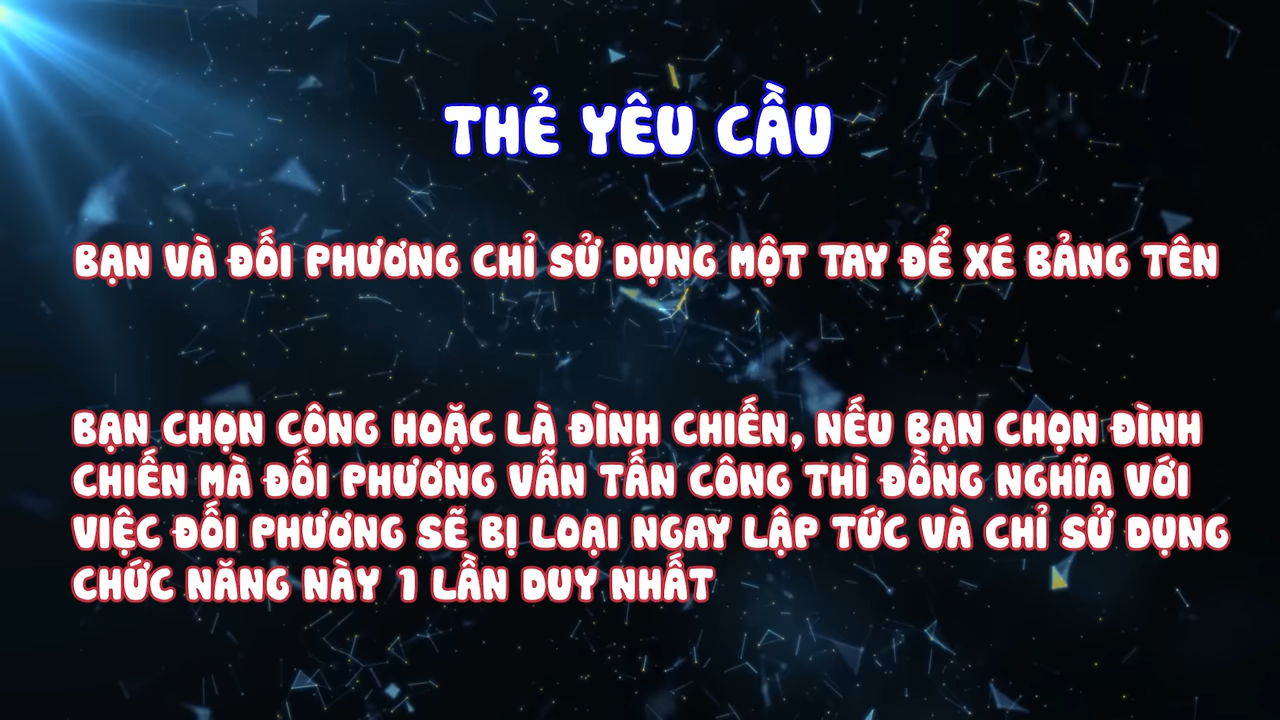 THẺ YÊU CẦU
BẠN VÀ ĐỐI PHƯƠNG CHỈ SỬ DỤNG MỘT TAY ĐỂ XÉ BẢNG TÊN
BẠN CHỌN CÔNG HOẶC LÀ ĐÌNH CHIẾN, NẾU BẠN CHỌN ĐÌNH
CHIẾN MÀ ĐỐI PHƯƠNG VẪN TẤN CÔNG THÌ ĐỒNG NGHĨA VỚI
VIỆC ĐỐI PHƯƠNG SẼ BỊ LOẠI NGAY LẬP TỨC VÀ CHỈ SỬ DỤNG
CHỨC NĂNG NÀY 1 LẦN DUY NHẤT